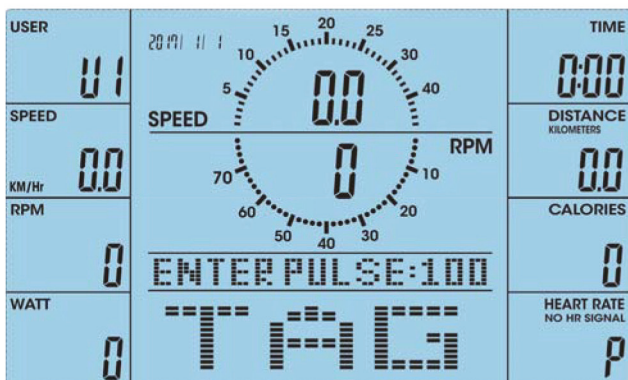 USER
U1
SPEED
KM/Hr 0.0
RPM
0
WATT
0
2017/ 1/ 1
5 10 15 20 25 30 40
SPEED 0.0
RPM
0
70 60 50 40 30 20 10
ENTER PULSE:100
TAG
TIME
0:00
DISTANCE
KILOMETERS
0.0
CALORIES
0
HEART RATE
NO HR SIGNAL
P